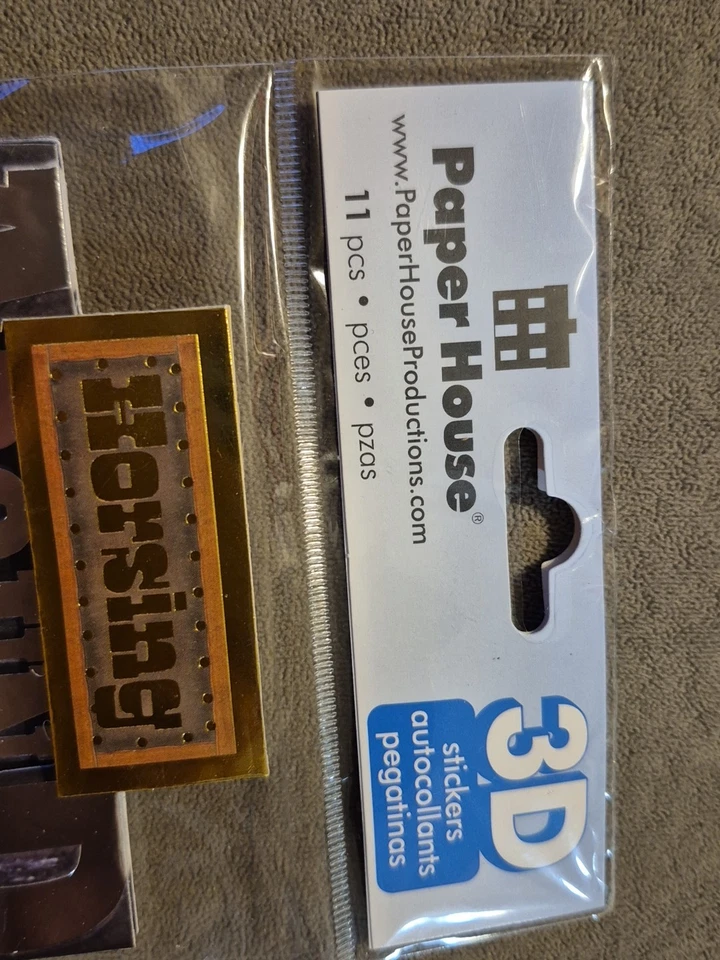 Paper House®
www.PaperHouseProductions.com
11 pcs • pces • pzas
3D
stickers
autocollants
pegatinas
Horsing